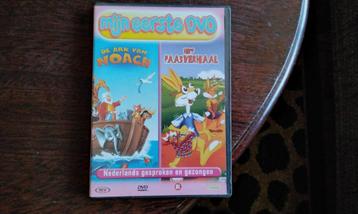 mijn eerste DVD
DE ARK VAN
NOACH
HET
PAASVERHAAL
Nederlands gesproken en gezongen
DVD